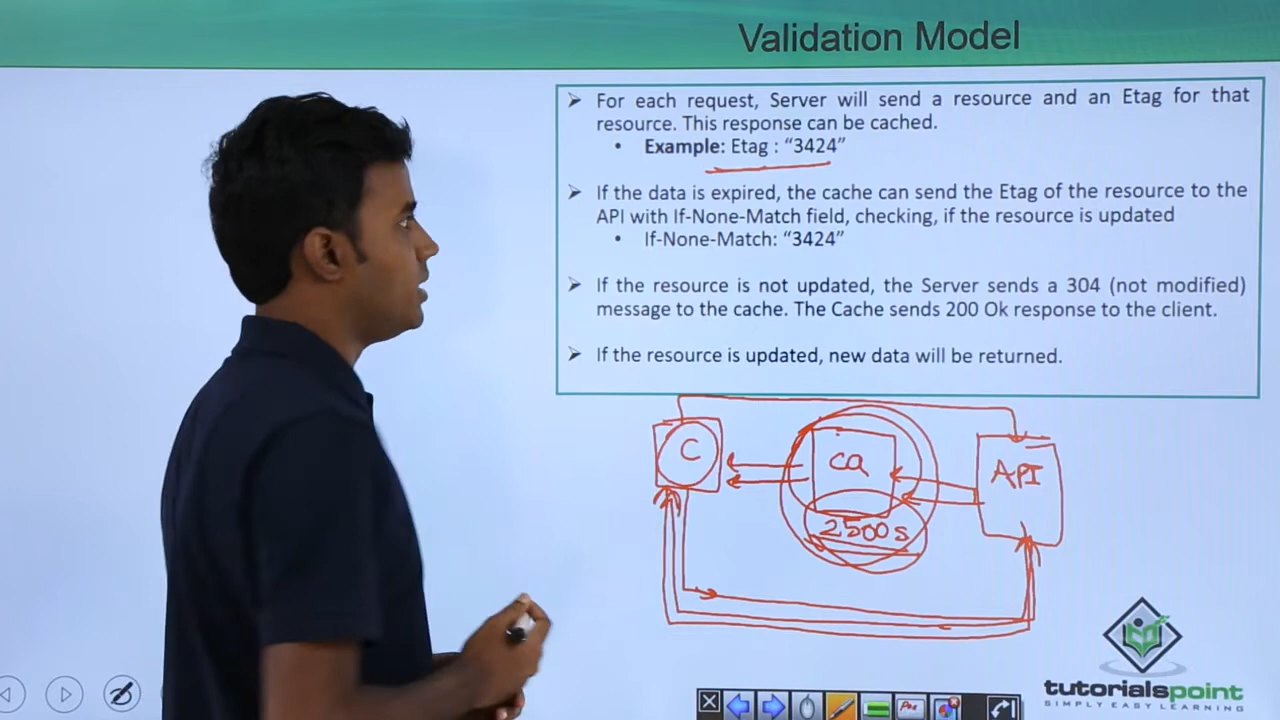 Validation Model
➢ For each request, Server will send a resource and an Etag for that
resource. This response can be cached.
• Example: Etag : “3424”
➢ If the data is expired, the cache can send the Etag of the resource to the
API with If-None-Match field, checking, if the resource is updated
• If-None-Match: “3424”
➢ If the resource is not updated, the Server sends a 304 (not modified)
message to the cache. The Cache sends 200 Ok response to the client.
➢ If the resource is updated, new data will be returned.
C
ca
API
2500s
tutorialspoint
SIMPLY EASY LEARNING